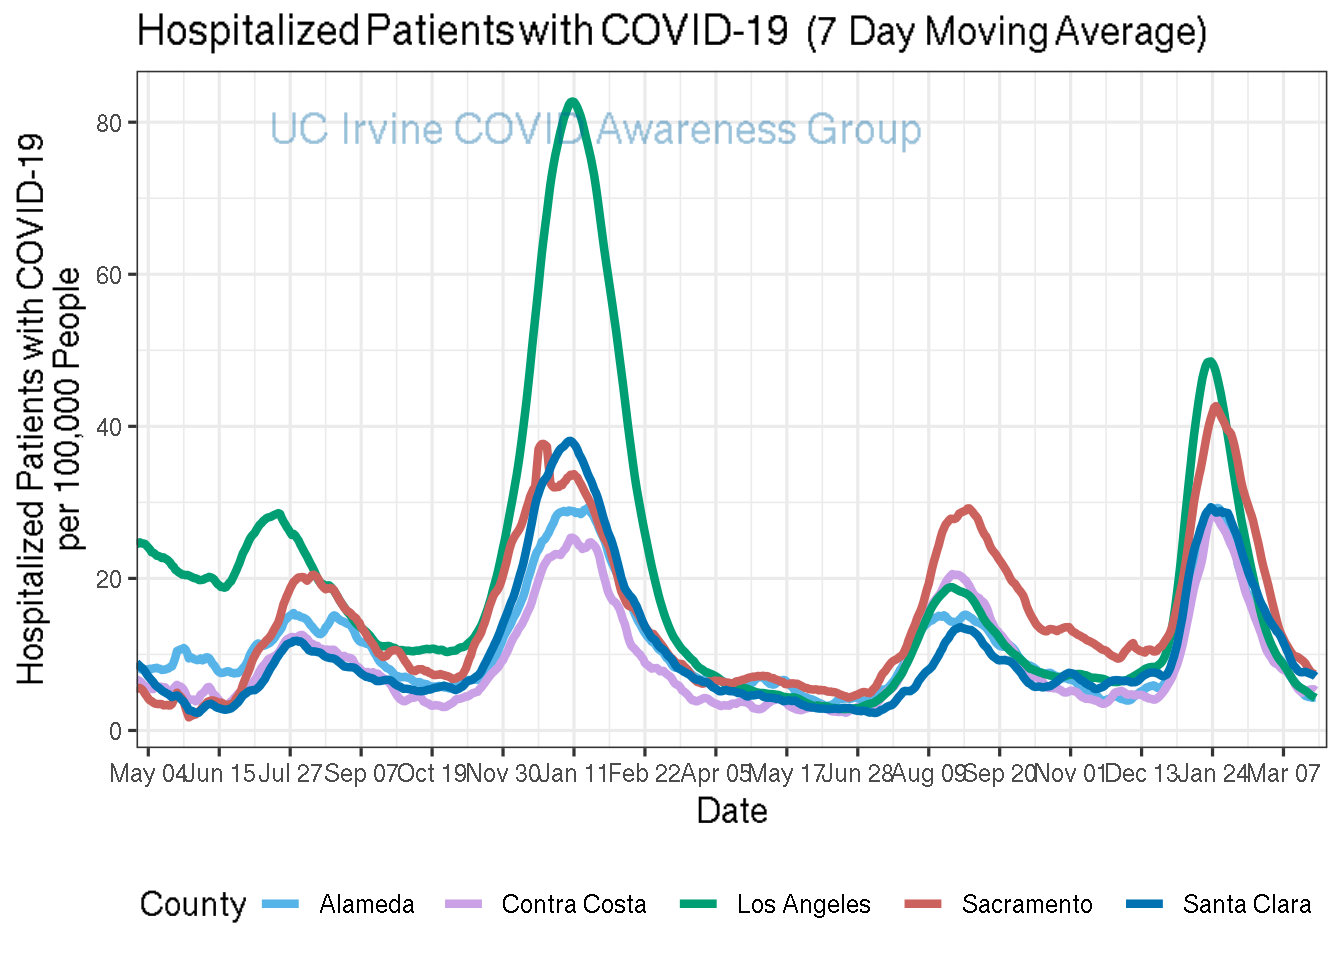 Hospitalized Patients with COVID-19 (7 Day Moving Average)
UC Irvine COVID Awareness Group
Hospitalized Patients with COVID-19
per 100,000 People
80
60
40
20
0
May 04 Jun 15 Jul 27 Sep 07 Oct 19 Nov 30 Jan 11 Feb 22 Apr 05 May 17 Jun 28 Aug 09 Sep 20 Nov 01 Dec 13 Jan 24 Mar 07
Date
County Alameda Contra Costa Los Angeles Sacramento Santa Clara